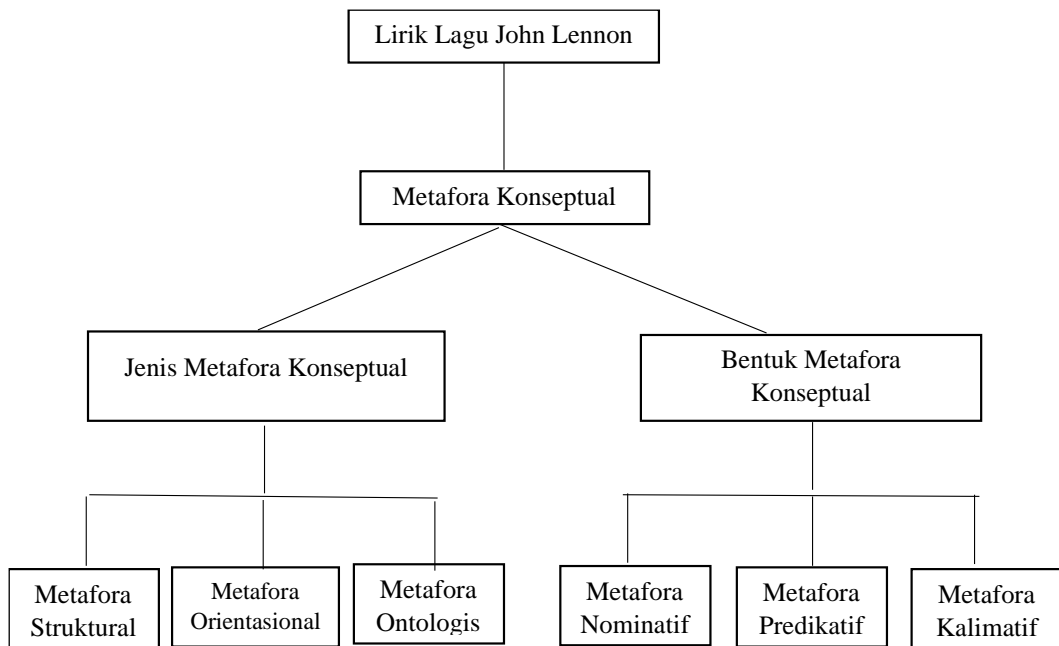 Lirik Lagu John Lennon
Metafora Konseptual
Jenis Metafora Konseptual
Bentuk Metafora
Konseptual
Metafora
Struktural
Metafora
Orientasional
Metafora
Ontologis
Metafora
Nominatif
Metafora
Predikatif
Metafora
Kalimatif